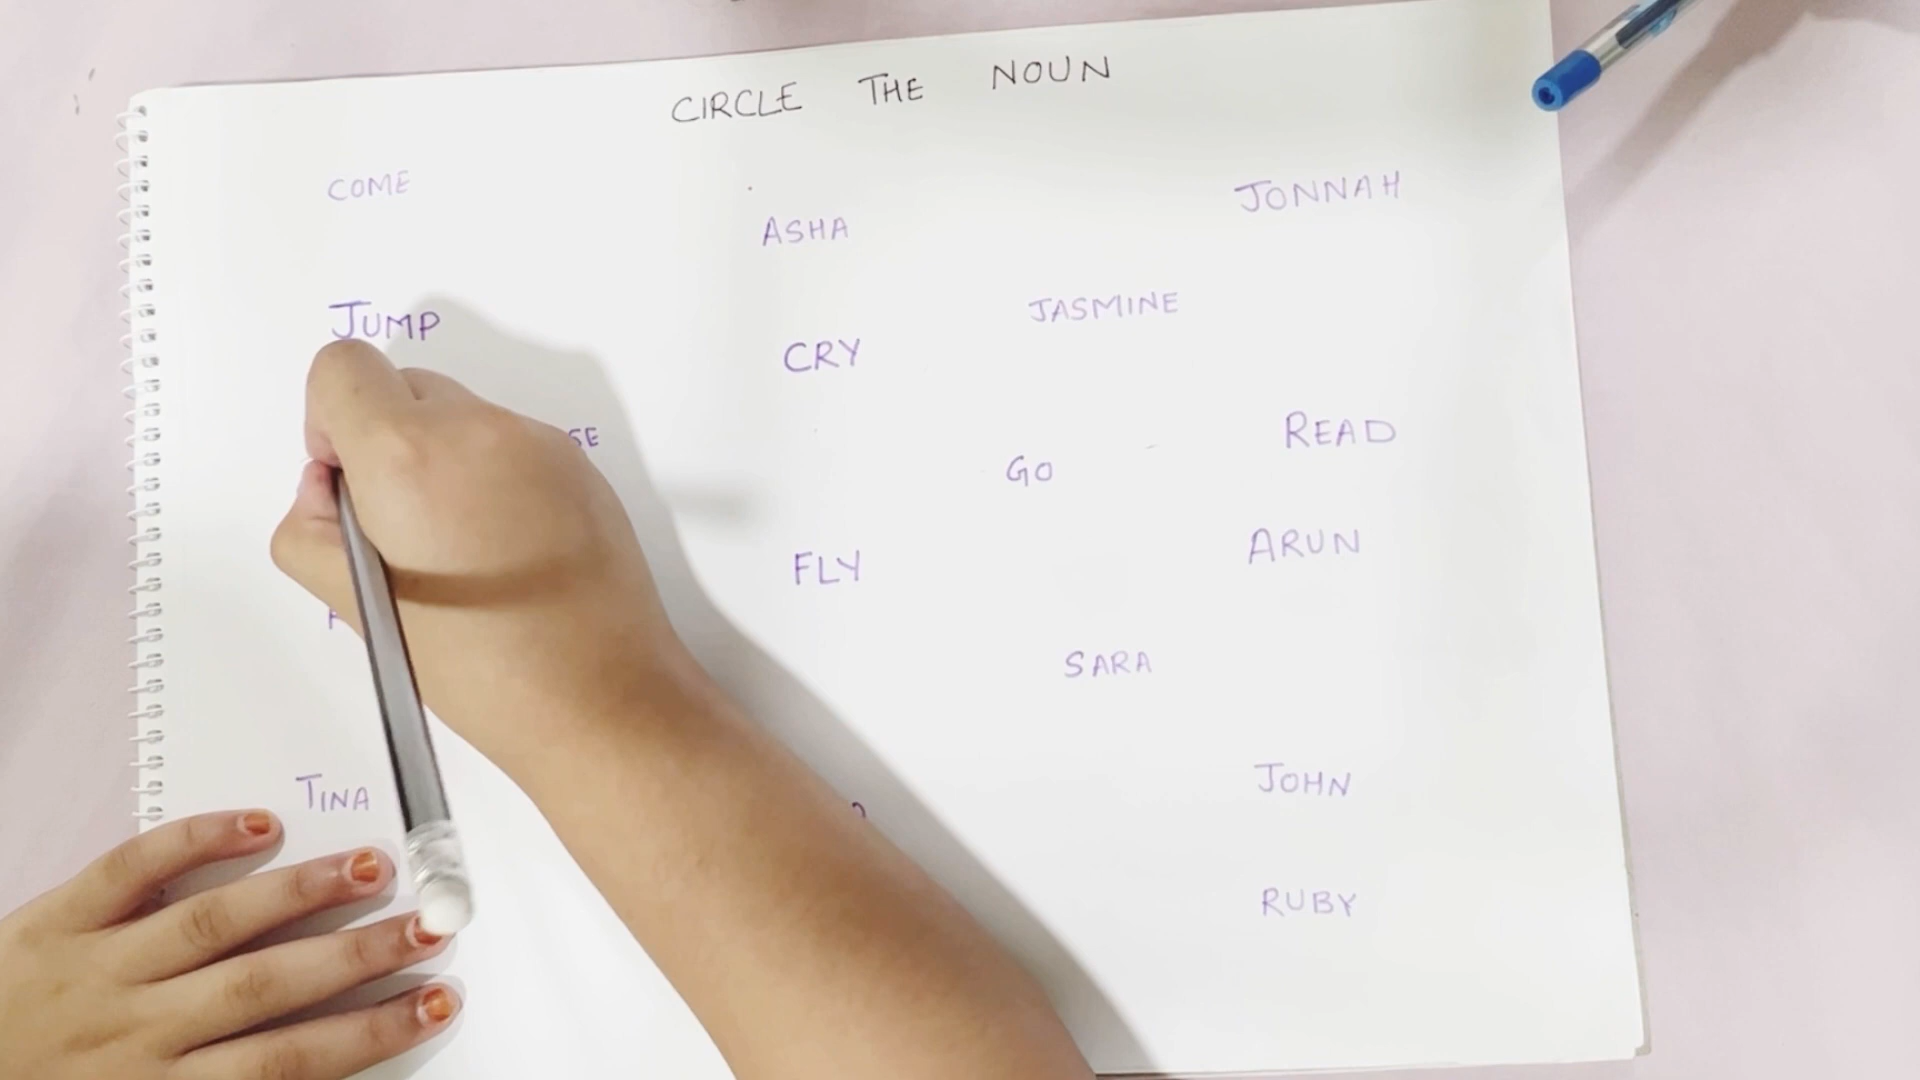 CIRCLE THE NOUN
COME
JONNAH
ASHA
JUMP
JASMINE
CRY
READ
GO
ARUN
FLY
SARA
TINA
JOHN
RUBY